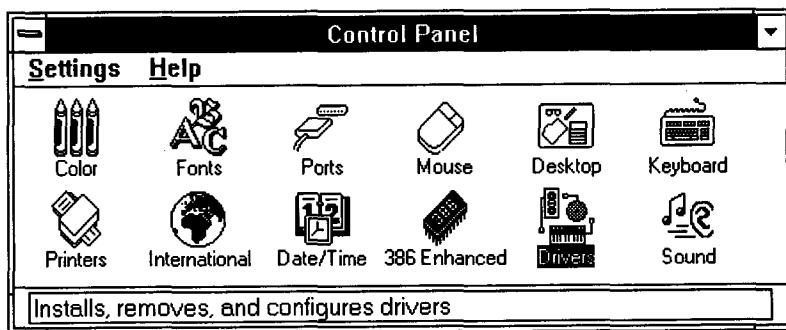 Control Panel
Settings Help
Color Fonts Ports Mouse Desktop Keyboard
Printers International Date/Time 386 Enhanced Drivers Sound
Installs, removes, and configures drivers